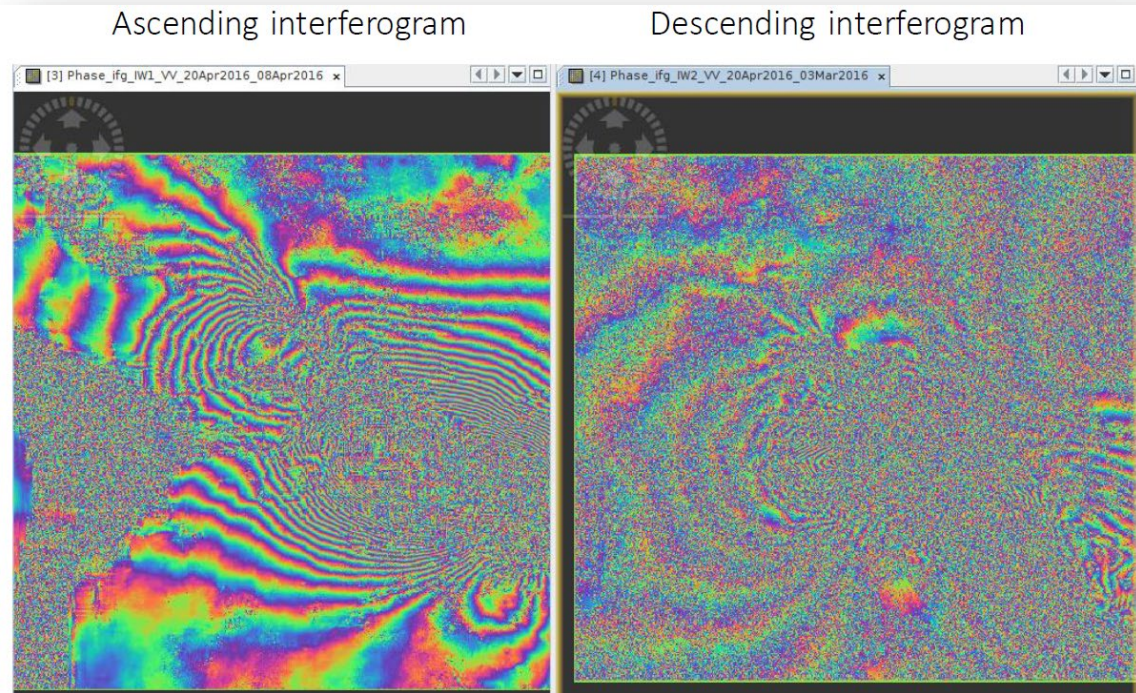 Ascending interferogram
Descending interferogram
[3] Phase_ifg_IW1_VV_20Apr2016_08Apr2016
[4] Phase_ifg_IW2_VV_20Apr2016_03Mar2016